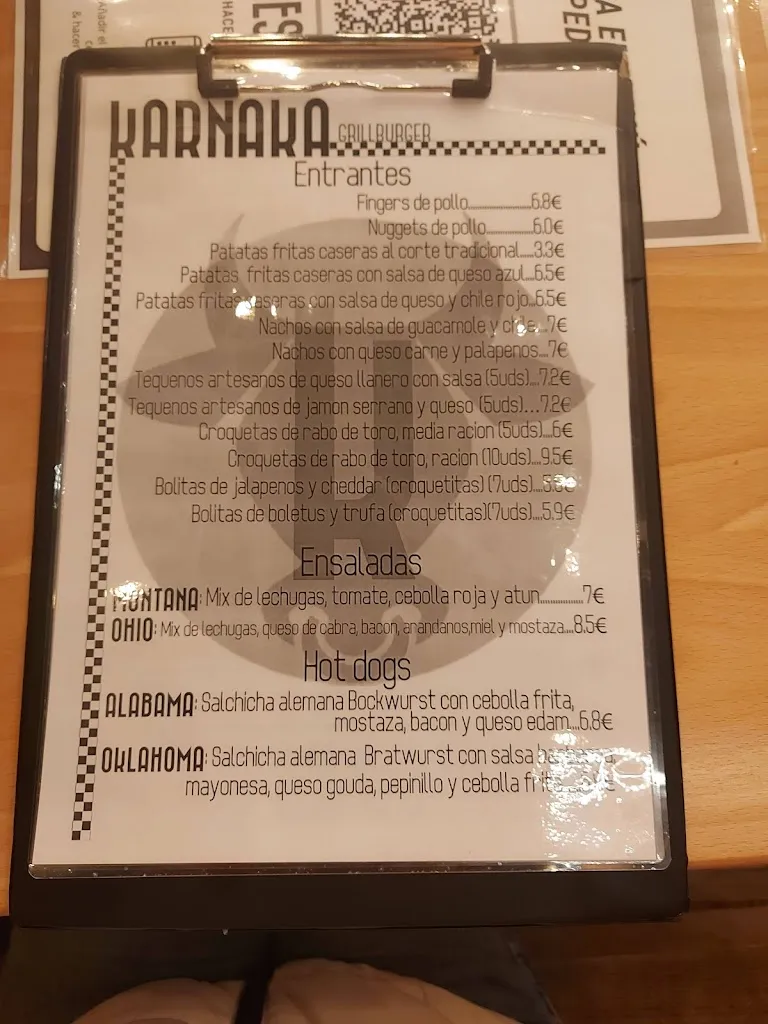 Añadir el
& hacer
HACE
ES
A E
PED
KARNAKA GRILLBURGER
Entrantes
Fingers de pollo...................6.8€
Nuggets de pollo..............6.0€
Patatas fritas caseras al corte tradicional.....3.3€
Patatas fritas caseras con salsa de queso azul...6.5€
Patatas fritas caseras con salsa de queso y chile rojo...6.5€
Nachos con salsa de guacamole y chile...7€
Nachos con queso carne y palapenos....7€
Tequenos artesanos de queso llanero con salsa (5uds)....7.2€
Tequenos artesanos de jamon serrano y queso (5uds)....7.2€
Croquetas de rabo de toro, media racion (5uds)....6€
Croquetas de rabo de toro, racion (10uds)....9.5€
Bolitas de jalapenos y cheddar (croquetitas) (7uds)....
Bolitas de boletus y trufa (croquetitas)(7uds)....5.9€
Ensaladas
MONTANA: Mix de lechugas, tomate, cebolla roja y atun..............7€
OHIO: Mix de lechugas, queso de cabra, bacon, arandanos,miel y mostaza....8.5€
Hot dogs
ALABAMA: Salchicha alemana Bockwurst con cebolla frita,
mostaza, bacon y queso edam....6.8€
OKLAHOMA: Salchicha alemana Bratwurst con salsa
mayonesa, queso gouda, pepinillo y cebolla frita